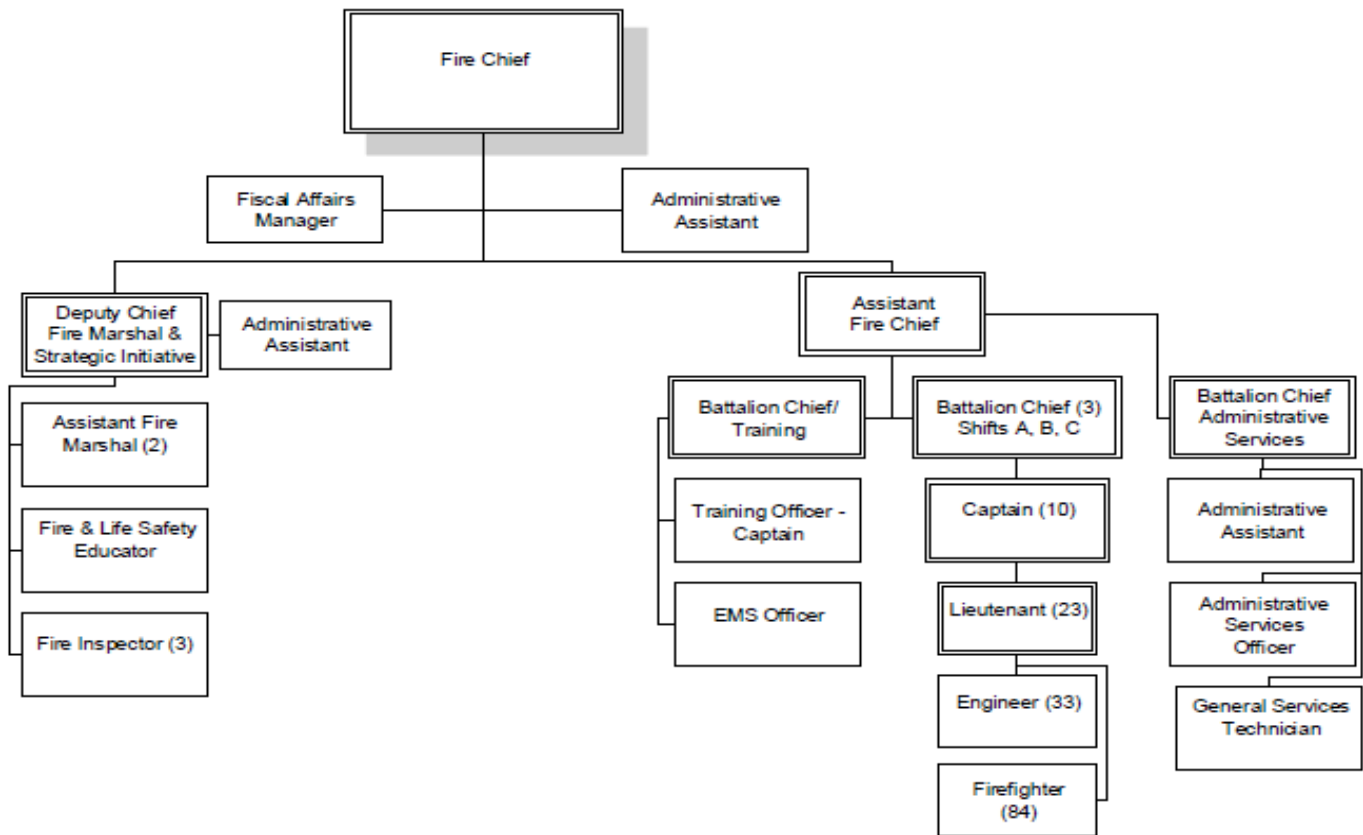 Fire Chief
Fiscal Affairs
Manager
Administrative
Assistant
Deputy Chief
Fire Marshal &
Strategic Initiative
Administrative
Assistant
Assistant
Fire Chief
Assistant Fire
Marshal (2)
Fire & Life Safety
Educator
Fire Inspector (3)
Battalion Chief/
Training
Training Officer -
Captain
EMS Officer
Battalion Chief (3)
Shifts A, B, C
Captain (10)
Lieutenant (23)
Engineer (33)
Firefighter
(84)
Battalion Chief
Administrative
Services
Administrative
Assistant
Administrative
Services
Officer
General Services
Technician